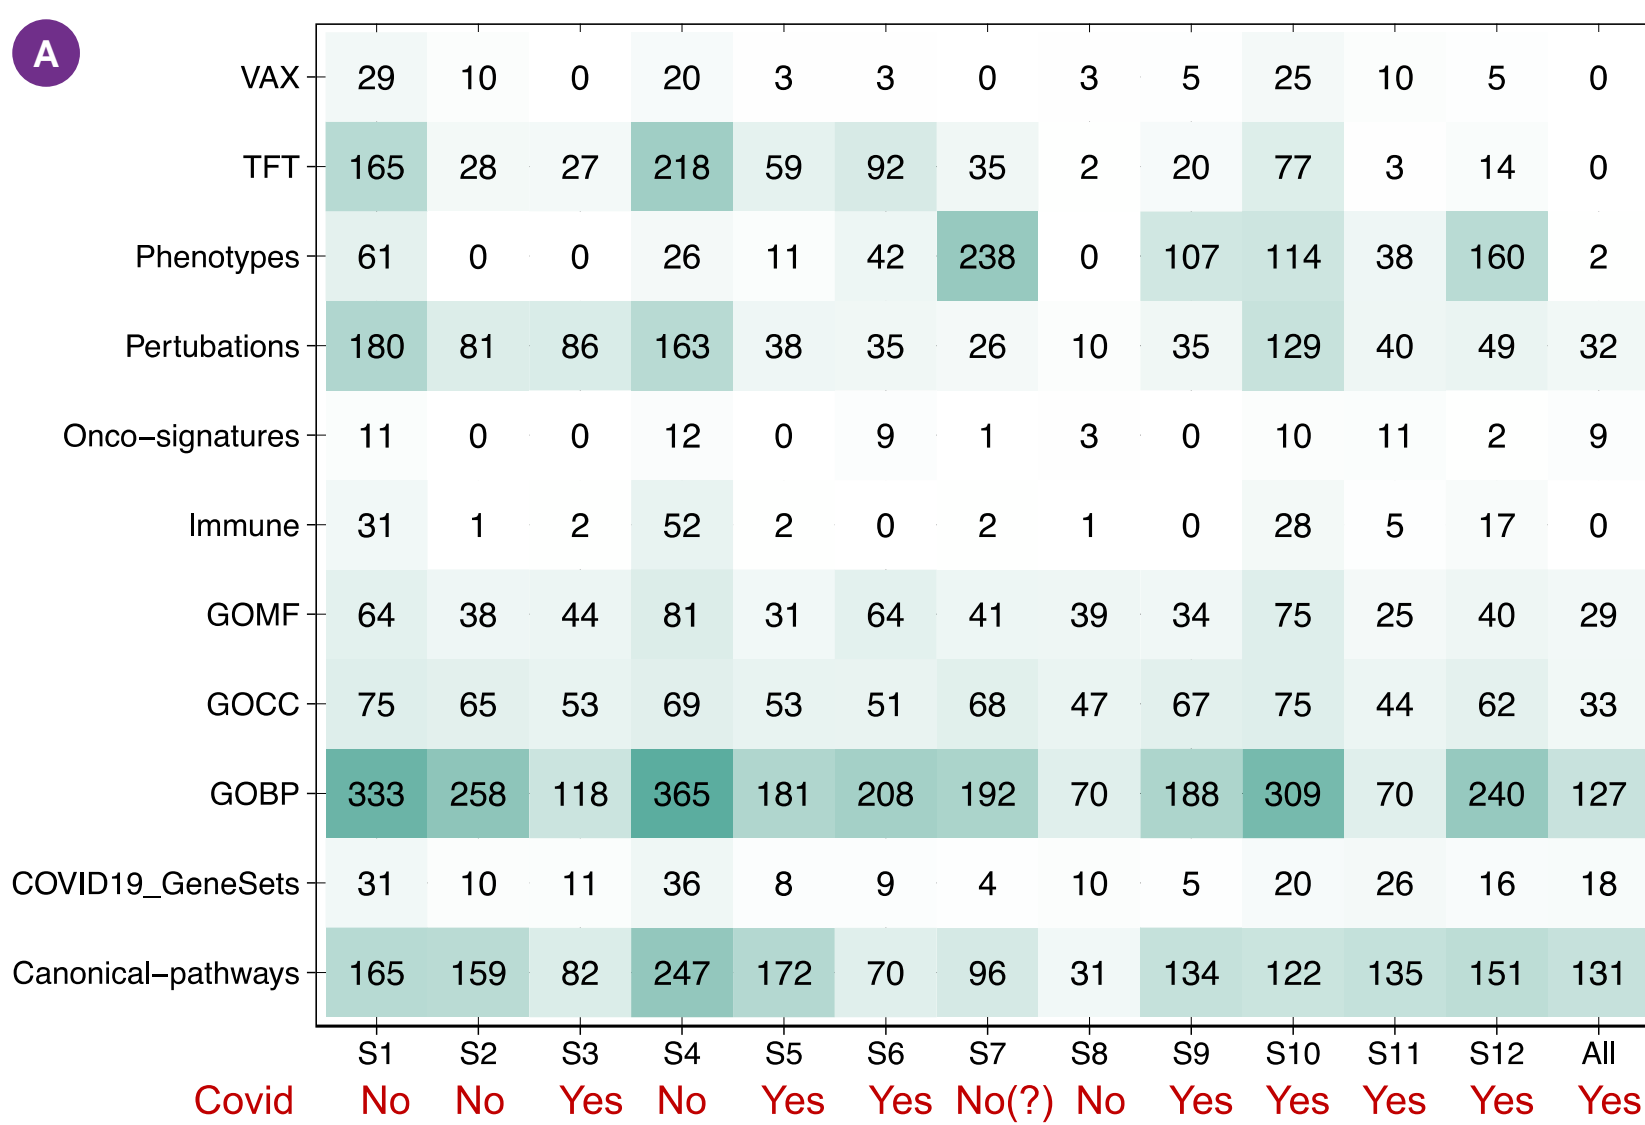 A
VAX 29 10 0 20 3 3 0 3 5 25 10 5 0
TFT 165 28 27 218 59 92 35 2 20 77 3 14 0
Phenotypes 61 0 0 26 11 42 238 0 107 114 38 160 2
Pertubations 180 81 86 163 38 35 26 10 35 129 40 49 32
Onco−signatures 11 0 0 12 0 9 1 3 0 10 11 2 9
Immune 31 1 2 52 2 0 2 1 0 28 5 17 0
GOMF 64 38 44 81 31 64 41 39 34 75 25 40 29
GOCC 75 65 53 69 53 51 68 47 67 75 44 62 33
GOBP 333 258 118 365 181 208 192 70 188 309 70 240 127
COVID19_GeneSets 31 10 11 36 8 9 4 10 5 20 26 16 18
Canonical−pathways 165 159 82 247 172 70 96 31 134 122 135 151 131
S1 S2 S3 S4 S5 S6 S7 S8 S9 S10 S11 S12 All
Covid No No Yes No Yes Yes No(?) No Yes Yes Yes Yes Yes